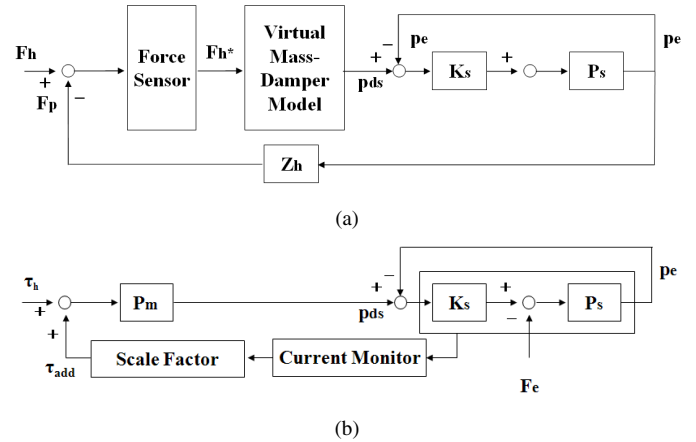 Fh
+
Fp
−
Force
Sensor
Fh*
Virtual
Mass-
Damper
Model
+
−
pds
pe
Ks
+
Ps
pe
Zh
(a)
τh
+
+
τadd
Pm
Scale Factor
Current Monitor
+
−
pds
Ks
+
−
Ps
pe
Fe
(b)